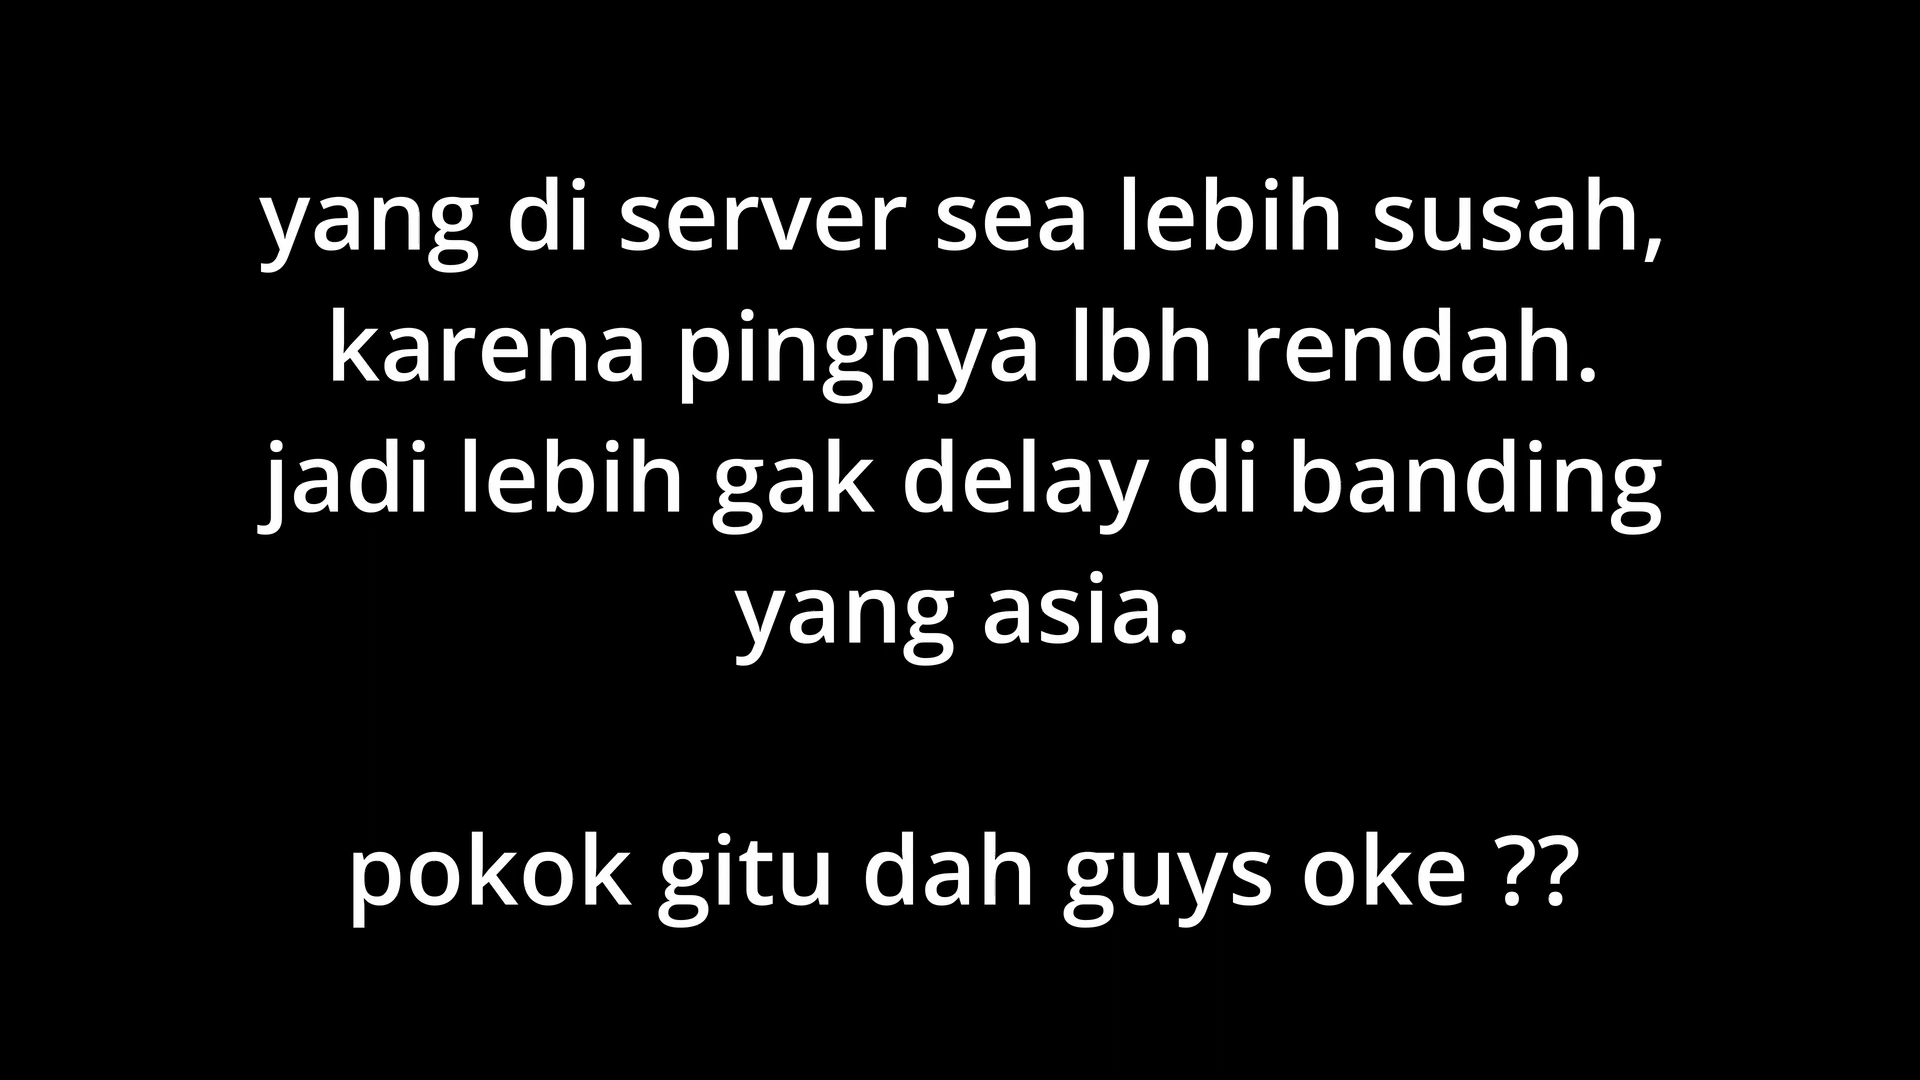 yang di server sea lebih susah,
karena pingnya lbh rendah.
jadi lebih gak delay di banding
yang asia.
pokok gitu dah guys oke ??